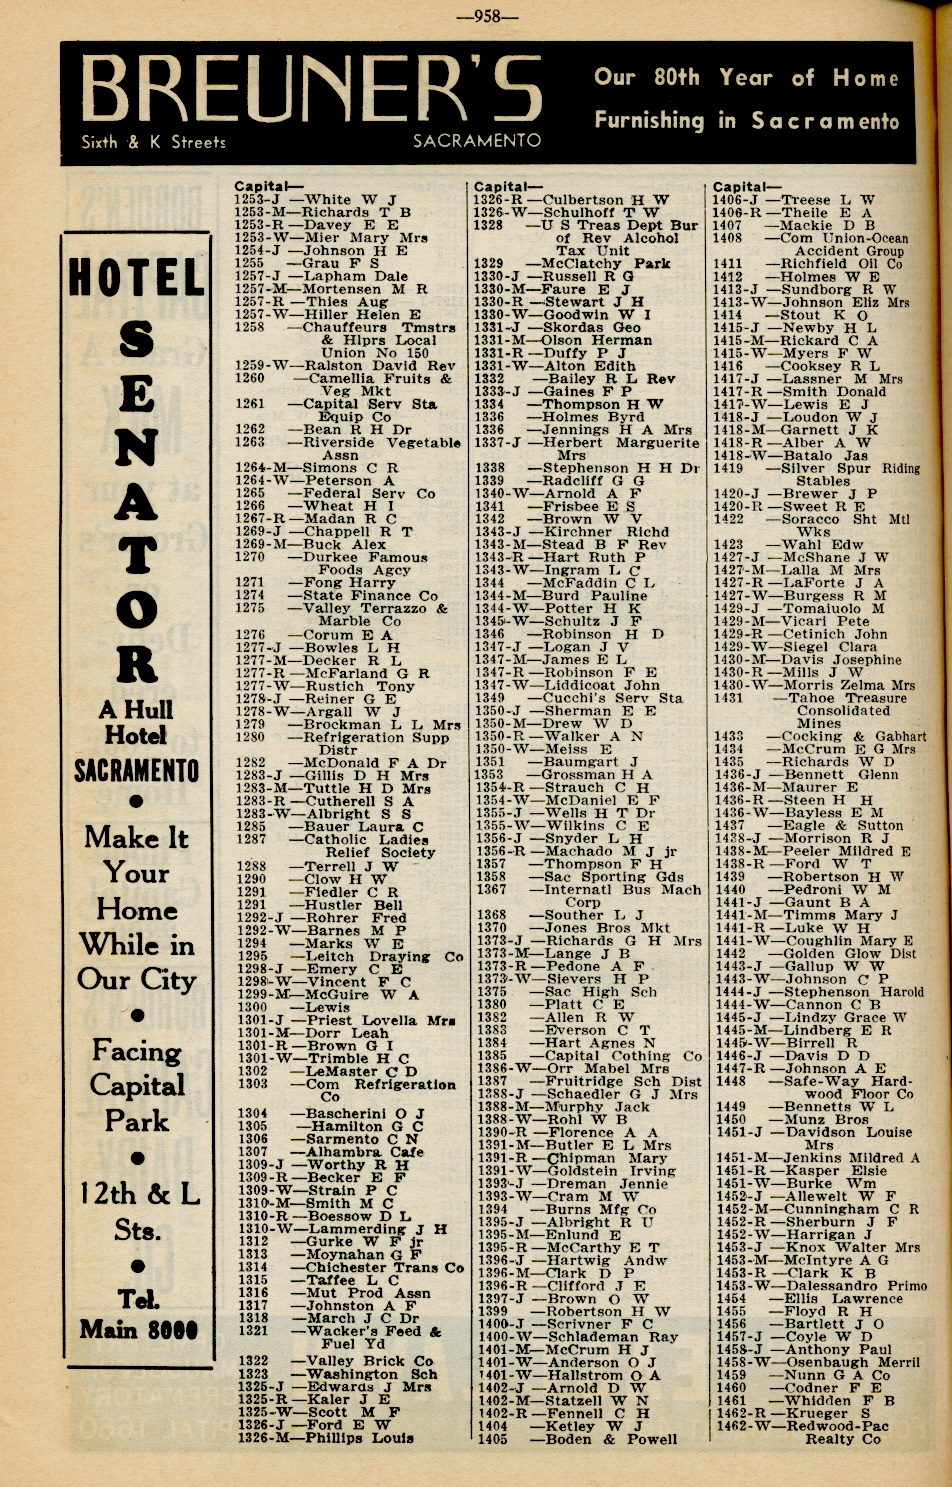 —958—
BREUNER'S
Our 80th Year of Home
Furnishing in Sacramento
Sixth & K Streets
SACRAMENTO
HOTEL
SENATOR
A Hull
Hotel
SACRAMENTO
•
Make It
Your
Home
While in
Our City
•
Facing
Capital
Park
•
12th & L
Sts.
•
Tel.
Main 8000
Capital—
1253-J —White W J
1253-M—Richards T B
1253-R —Davey E E
1253-W—Mier Mary Mrs
1254-J —Johnson H E
1255 —Grau F S
1257-J —Lapham Dale
1257-M—Mortensen M R
1257-R —Thies Aug
1257-W—Hiller Helen E
1258 —Chauffeurs Tmstrs
& Hlprs Local
Union No 150
1259-W—Ralston David Rev
1260 —Camellia Fruits &
Veg Mkt
1261 —Capital Serv Sta
Equip Co
1262 —Bean R H Dr
1263 —Riverside Vegetable
Assn
1264-M—Simons C R
1264-W—Peterson A
1265 —Federal Serv Co
1266 —Wheat H I
1267-R —Madan R C
1269-J —Chappell R T
1269-M—Buck Alex
1270 —Durkee Famous
Foods Agcy
1271 —Fong Harry
1274 —State Finance Co
1275 —Valley Terrazzo &
Marble Co
1276 —Corum E A
1277-J —Bowles L H
1277-M—Decker R L
1277-R —McFarland G R
1277-W—Rustich Tony
1278-J —Reiner G E
1278-W—Argall W J
1279 —Brockman L L Mrs
1280 —Refrigeration Supp
Distr
1282 —McDonald F A Dr
1283-J —Gillis D H Mrs
1283-M—Tuttle H D Mrs
1283-R —Cutherell S A
1283-W—Albright S S
1285 —Bauer Laura C
1287 —Catholic Ladies
Relief Society
1288 —Terrell J W
1290 —Clow H W
1291 —Fiedler C R
1291 —Hustler Bell
1292-J —Rohrer Fred
1292-W—Barnes M P
1294 —Marks W E
1295 —Leitch Draying Co
1298-J —Emery C E
1298-W—Vincent F C
1299-M—McGuire W A
1300 —Lewis
1301-J —Priest Lovella Mrs
1301-M—Dorr Leah
1301-R —Brown G I
1301-W—Trimble H C
1302 —LeMaster C D
1303 —Com Refrigeration
Co
1304 —Bascherini O J
1305 —Hamilton G C
1306 —Sarmento C N
1307 —Alhambra Cafe
1309-J —Worthy R H
1309-R —Becker E F
1309-W—Strain P C
1310-M—Smith M C
1310-R —Boessow D L
1310-W—Lammerding J H
1312 —Gurke W F jr
1313 —Moynahan G F
1314 —Chichester Trans Co
1315 —Taffee L C
1316 —Mut Prod Assn
1317 —Johnston A F
1318 —March J C Dr
1321 —Wacker's Feed &
Fuel Yd
1322 —Valley Brick Co
1323 —Washington Sch
1325-J —Edwards J Mrs
1325-R —Kaler J E
1325-W—Scott M F
1326-J —Ford E W
1326-M—Phillips Louis
Capital—
1326-R —Culbertson H W
1326-W—Schulhoff T W
1328 —U S Treas Dept Bur
of Rev Alcohol
Tax Unit
1329 —McClatchy Park
1330-J —Russell R G
1330-M—Faure E J
1330-R —Stewart J H
1330-W—Goodwin W I
1331-J —Skordas Geo
1331-M—Olson Herman
1331-R —Duffy P J
1331-W—Alton Edith
1332 —Bailey R L Rev
1333-J —Gaines F P
1334 —Thompson H W
1336 —Holmes Byrd
1336 —Jennings H A Mrs
1337-J —Herbert Marguerite
Mrs
1338 —Stephenson H H Dr
1339 —Radcliff G G
1340-W—Arnold A F
1341 —Frisbee E S
1342 —Brown W V
1343-J —Kirchner Richd
1343-M—Stead B F Rev
1343-R —Hart Ruth P
1343-W—Ingram L C
1344 —McFaddin C L
1344-M—Burd Pauline
1344-W—Potter H K
1345-W—Schultz J F
1346 —Robinson H D
1347-J —Logan J V
1347-M—James E L
1347-R —Robinson F E
1347-W—Liddicoat John
1349 —Cucchi's Serv Sta
1350-J —Sherman E E
1350-M—Drew W D
1350-R —Walker A N
1350-W—Meiss E
1351 —Baumgart J
1353 —Grossman H A
1354-R —Strauch C H
1354-W—McDaniel E F
1355-J —Wells H T Dr
1355-W—Wilkins C E
1356-J —Snyder L H
1356-R —Machado M J jr
1357 —Thompson F H
1358 —Sac Sporting Gds
1367 —Internatl Bus Mach
Corp
1368 —Souther L J
1370 —Jones Bros Mkt
1373-J —Richards G H Mrs
1373-M—Lange J B
1373-R —Pedone A F
1373-W—Sievers H P
1375 —Sac High Sch
1380 —Platt C E
1382 —Allen R W
1383 —Everson C T
1384 —Hart Agnes N
1385 —Capital Cothing Co
1386-W—Orr Mabel Mrs
1387 —Fruitridge Sch Dist
1388-J —Schaedler G J Mrs
1388-M—Murphy Jack
1388-W—Rohl W B
1390-R —Florence A A
1391-M—Butler E L Mrs
1391-R —Chipman Mary
1391-W—Goldstein Irving
1393-J —Dreman Jennie
1393-W—Cram M W
1394 —Burns Mfg Co
1395-J —Albright R U
1395-M—Enlund E
1395-R —McCarthy E T
1396-J —Hartwig Andw
1396-M—Clark D P
1396-R —Clifford J E
1397-J —Brown O W
1399 —Robertson H W
1400-J —Scrivner F C
1400-W—Schlademan Ray
1401-M—McCrum H J
1401-W—Anderson O J
1401-W—Hallstrom O A
1402-J —Arnold D W
1402-M—Statzell W N
1402-R —Fennell C H
1404 —Ketley W J
1405 —Boden & Powell
Capital—
1406-J —Treese L W
1406-R —Theile E A
1407 —Mackie D B
1408 —Com Union-Ocean
Accident Group
1411 —Richfield Oil Co
1412 —Holmes W E
1413-J —Sundborg R W
1413-W—Johnson Eliz Mrs
1414 —Stout K O
1415-J —Newby H L
1415-M—Rickard C A
1415-W—Myers F W
1416 —Cooksey R L
1417-J —Lassner M Mrs
1417-R —Smith Donald
1417-W—Lewis E J
1418-J —Loudon W J
1418-M—Garnett J K
1418-R —Alber A W
1418-W—Batalo Jas
1419 —Silver Spur Riding
Stables
1420-J —Brewer J P
1420-R —Sweet R E
1422 —Soracco Sht Mtl
Wks
1423 —Wahl Edw
1427-J —McShane J W
1427-M—Lalla M Mrs
1427-R —LaForte J A
1427-W—Burgess R M
1429-J —Tomaiuolo M
1429-M—Vicari Pete
1429-R —Cetinich John
1429-W—Siegel Clara
1430-M—Davis Josephine
1430-R —Mills J W
1430-W—Morris Zelma Mrs
1431 —Tahoe Treasure
Consolidated
Mines
1433 —Cocking & Gabhart
1434 —McCrum E G Mrs
1435 —Richards W D
1436-J —Bennett Glenn
1436-M—Maurer E
1436-R —Steen H H
1436-W—Bayless E M
1437 —Eagle & Sutton
1438-J —Morrison R J
1438-M—Peeler Mildred E
1438-R —Ford W T
1439 —Robertson H W
1440 —Pedroni W M
1441-J —Gaunt B A
1441-M—Timms Mary J
1441-R —Luke W H
1441-W—Coughlin Mary E
1442 —Golden Glow Dist
1443-J —Gallup W W
1443-W—Johnson C P
1444-J —Stephenson Harold
1444-W—Cannon C B
1445-J —Lindzy Grace W
1445-M—Lindberg E R
1445-W—Birrell R
1446-J —Davis D D
1447-R —Johnson A E
1448 —Safe-Way Hard-
wood Floor Co
1449 —Bennetts W L
1450 —Munz Bros
1451-J —Davidson Louise
Mrs
1451-M—Jenkins Mildred A
1451-R —Kasper Elsie
1451-W—Burke Wm
1452-J —Allewelt W F
1452-M—Cunningham C R
1452-R —Sherburn J F
1452-W—Harrigan J
1453-J —Knox Walter Mrs
1453-M—McIntyre A G
1453-R —Clark K B
1453-W—Dalessandro Primo
1454 —Ellis Lawrence
1455 —Floyd R H
1456 —Bartlett J O
1457-J —Coyle W D
1458-J —Anthony Paul
1458-W—Osenbaugh Merril
1459 —Nunn G A Co
1460 —Codner F E
1461 —Whidden F B
1462-R —Krueger S
1462-W—Redwood-Pac
Realty Co